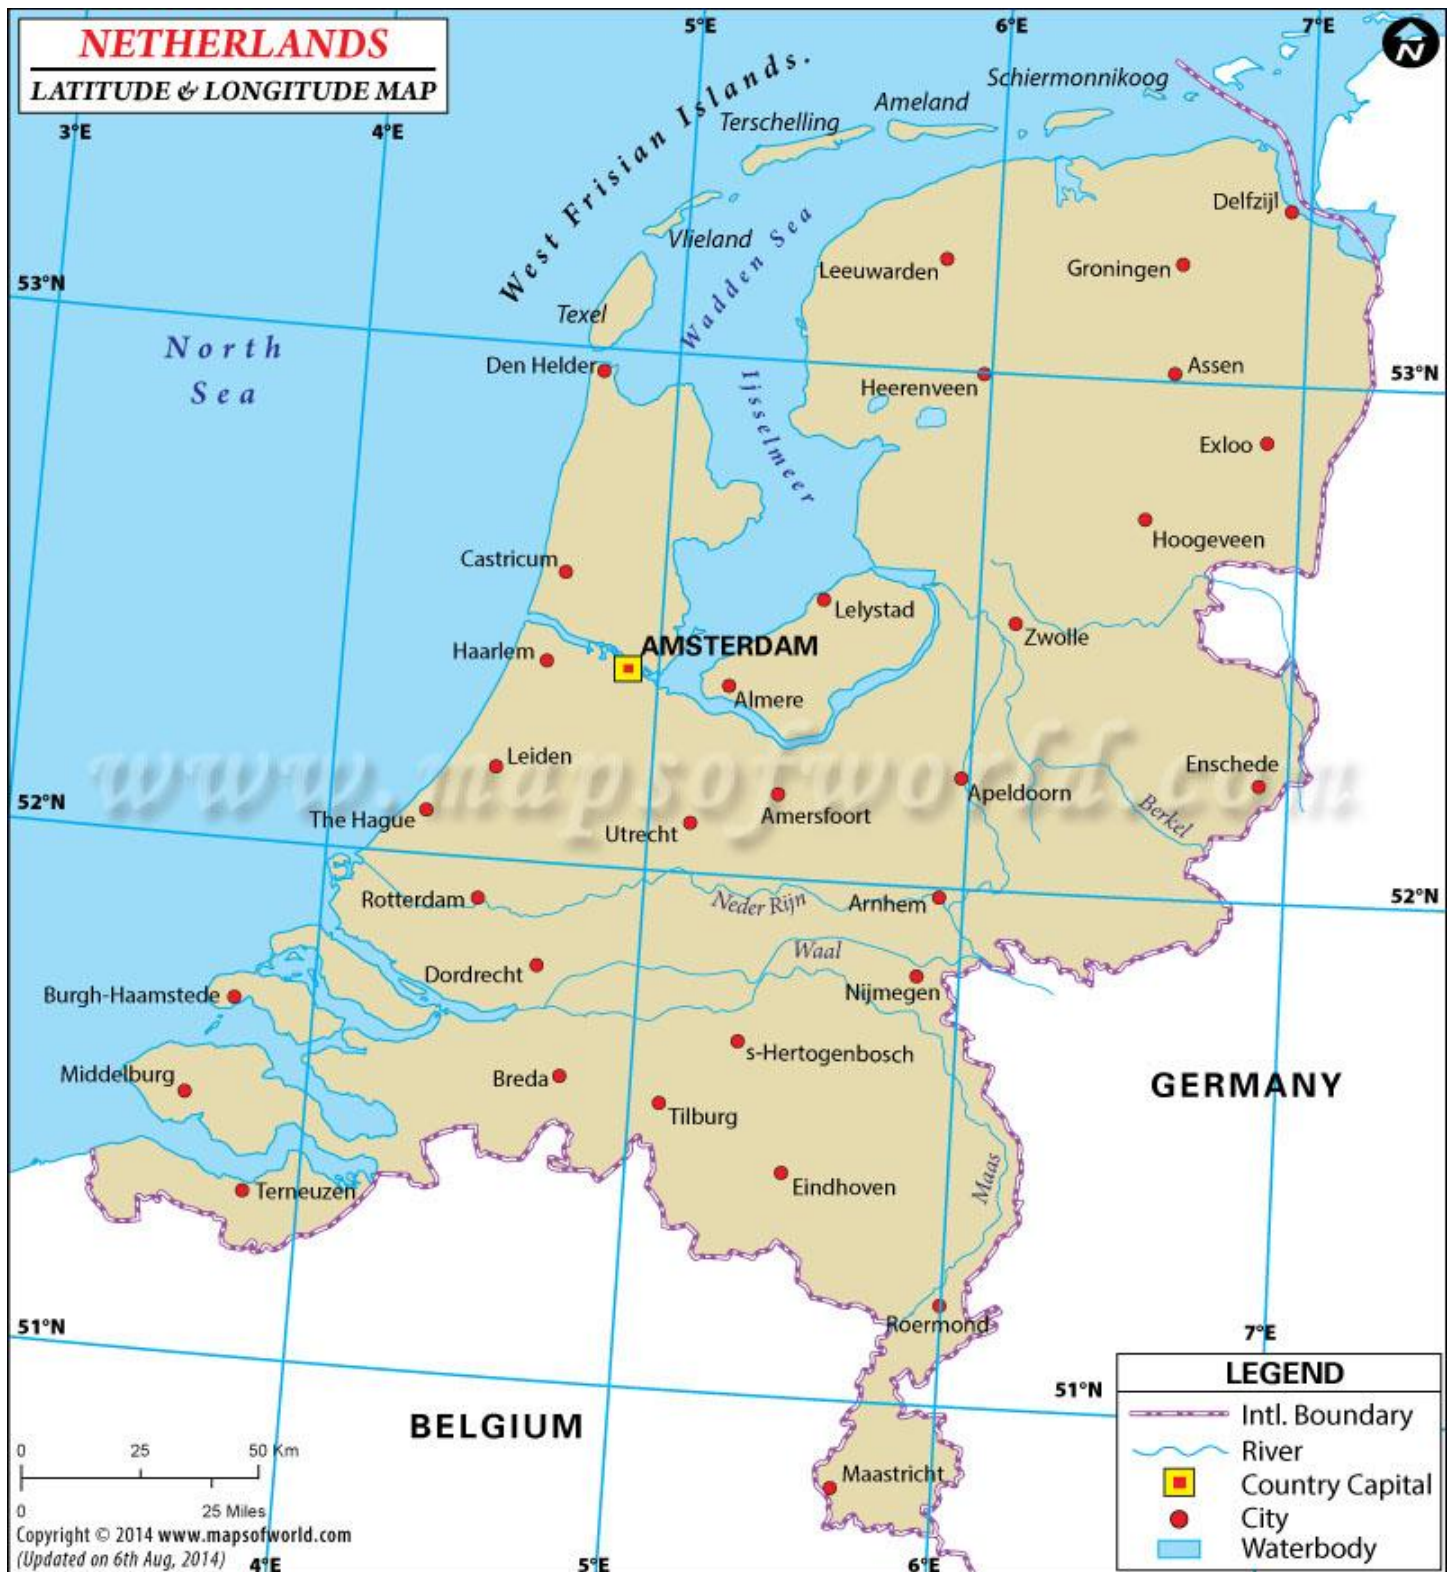 NETHERLANDS
LATITUDE & LONGITUDE MAP
3°E
4°E
5°E
6°E
7°E
N
West Frisian Islands.
Schiermonnikoog
Ameland
Terschelling
Vlieland
Texel
Wadden Sea
Delfzijl
Leeuwarden
Groningen
53°N
North
Sea
Den Helder
Ijsselmeer
Heerenveen
Assen
53°N
Exloo
Hoogeveen
Castricum
Lelystad
Zwolle
Haarlem
AMSTERDAM
Almere
www.mapsofworld.com
Leiden
Enschede
52°N
The Hague
Utrecht
Amersfoort
Apeldoorn
Berkel
Rotterdam
Neder Rijn
Arnhem
52°N
Dordrecht
Waal
Burgh-Haamstede
Nijmegen
s-Hertogenbosch
Middelburg
Breda
Tilburg
GERMANY
Maas
Terneuzen
Eindhoven
51°N
Roermond
7°E
51°N
BELGIUM
Maastricht
LEGEND
Intl. Boundary
River
Country Capital
City
Waterbody
0 25 50 Km
0 25 Miles
Copyright © 2014 www.mapsofworld.com
(Updated on 6th Aug, 2014)
4°E
5°E
6°E